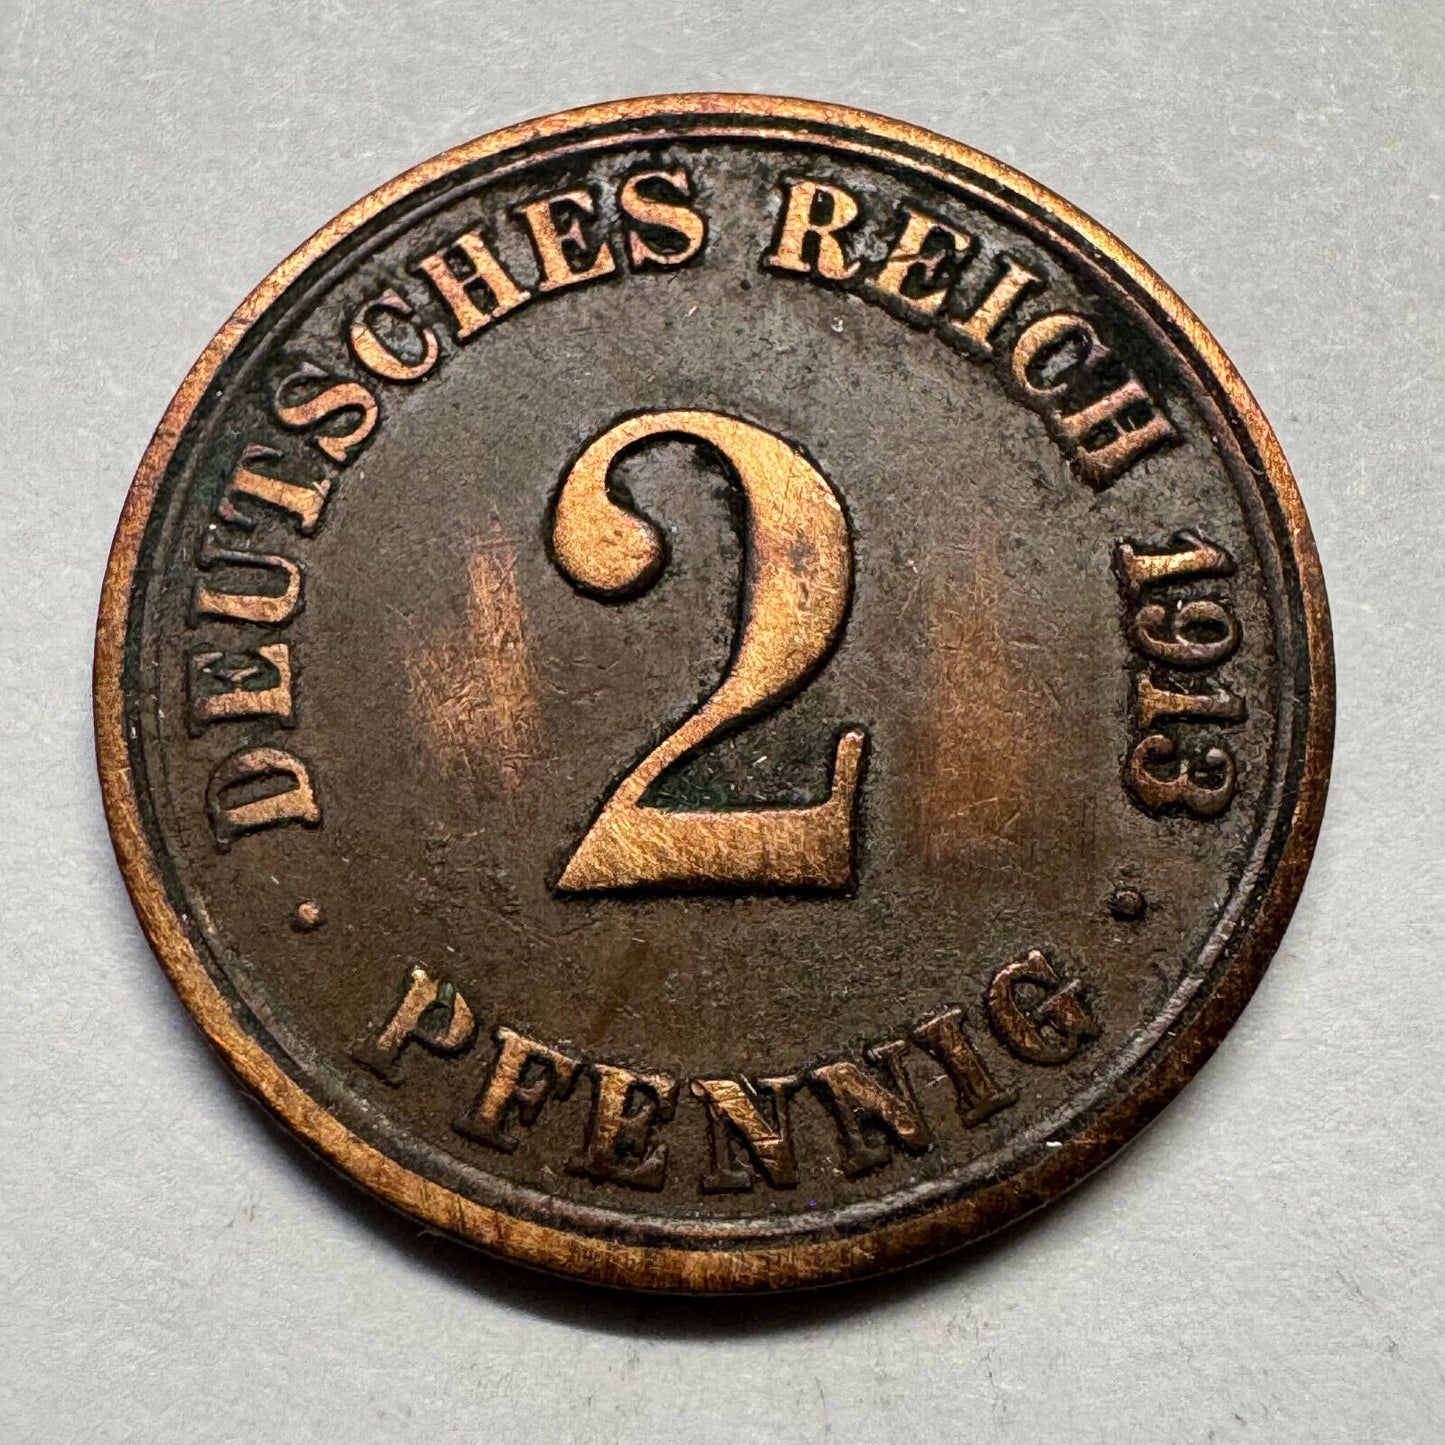 DEUTSCHES REICH 1913
2
· PFENNIG ·